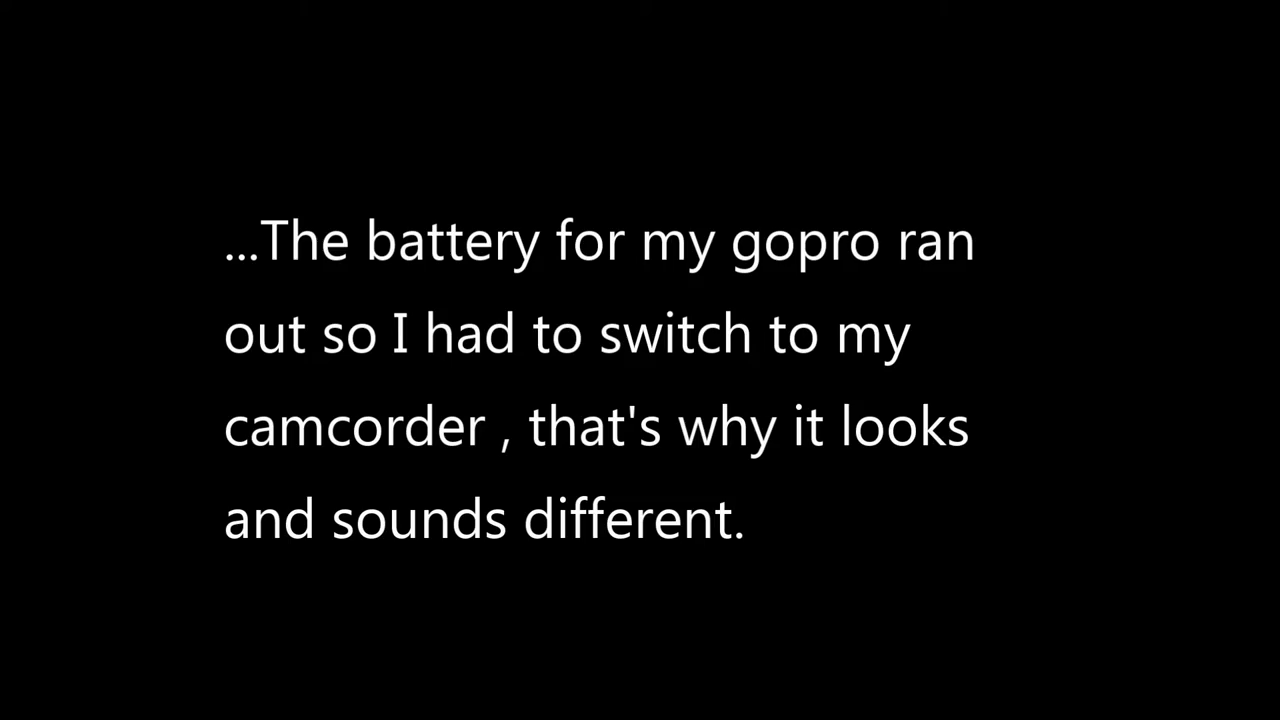 ...The battery for my gopro ran
out so I had to switch to my
camcorder , that's why it looks
and sounds different.